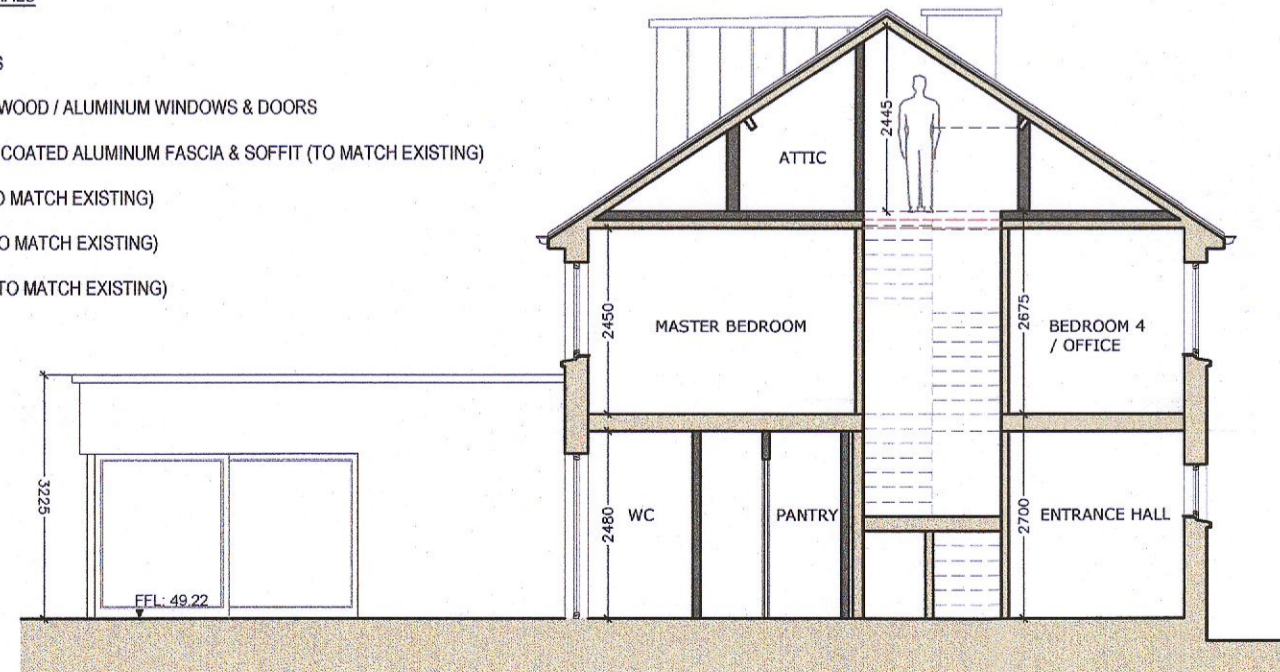 WOOD / ALUMINUM WINDOWS & DOORS
COATED ALUMINUM FASCIA & SOFFIT (TO MATCH EXISTING)
MATCH EXISTING)
MATCH EXISTING)
TO MATCH EXISTING)
ATTIC
2445
MASTER BEDROOM
2450
BEDROOM 4
/ OFFICE
2675
WC
PANTRY
2480
ENTRANCE HALL
2700
3225
FFL: 49.22